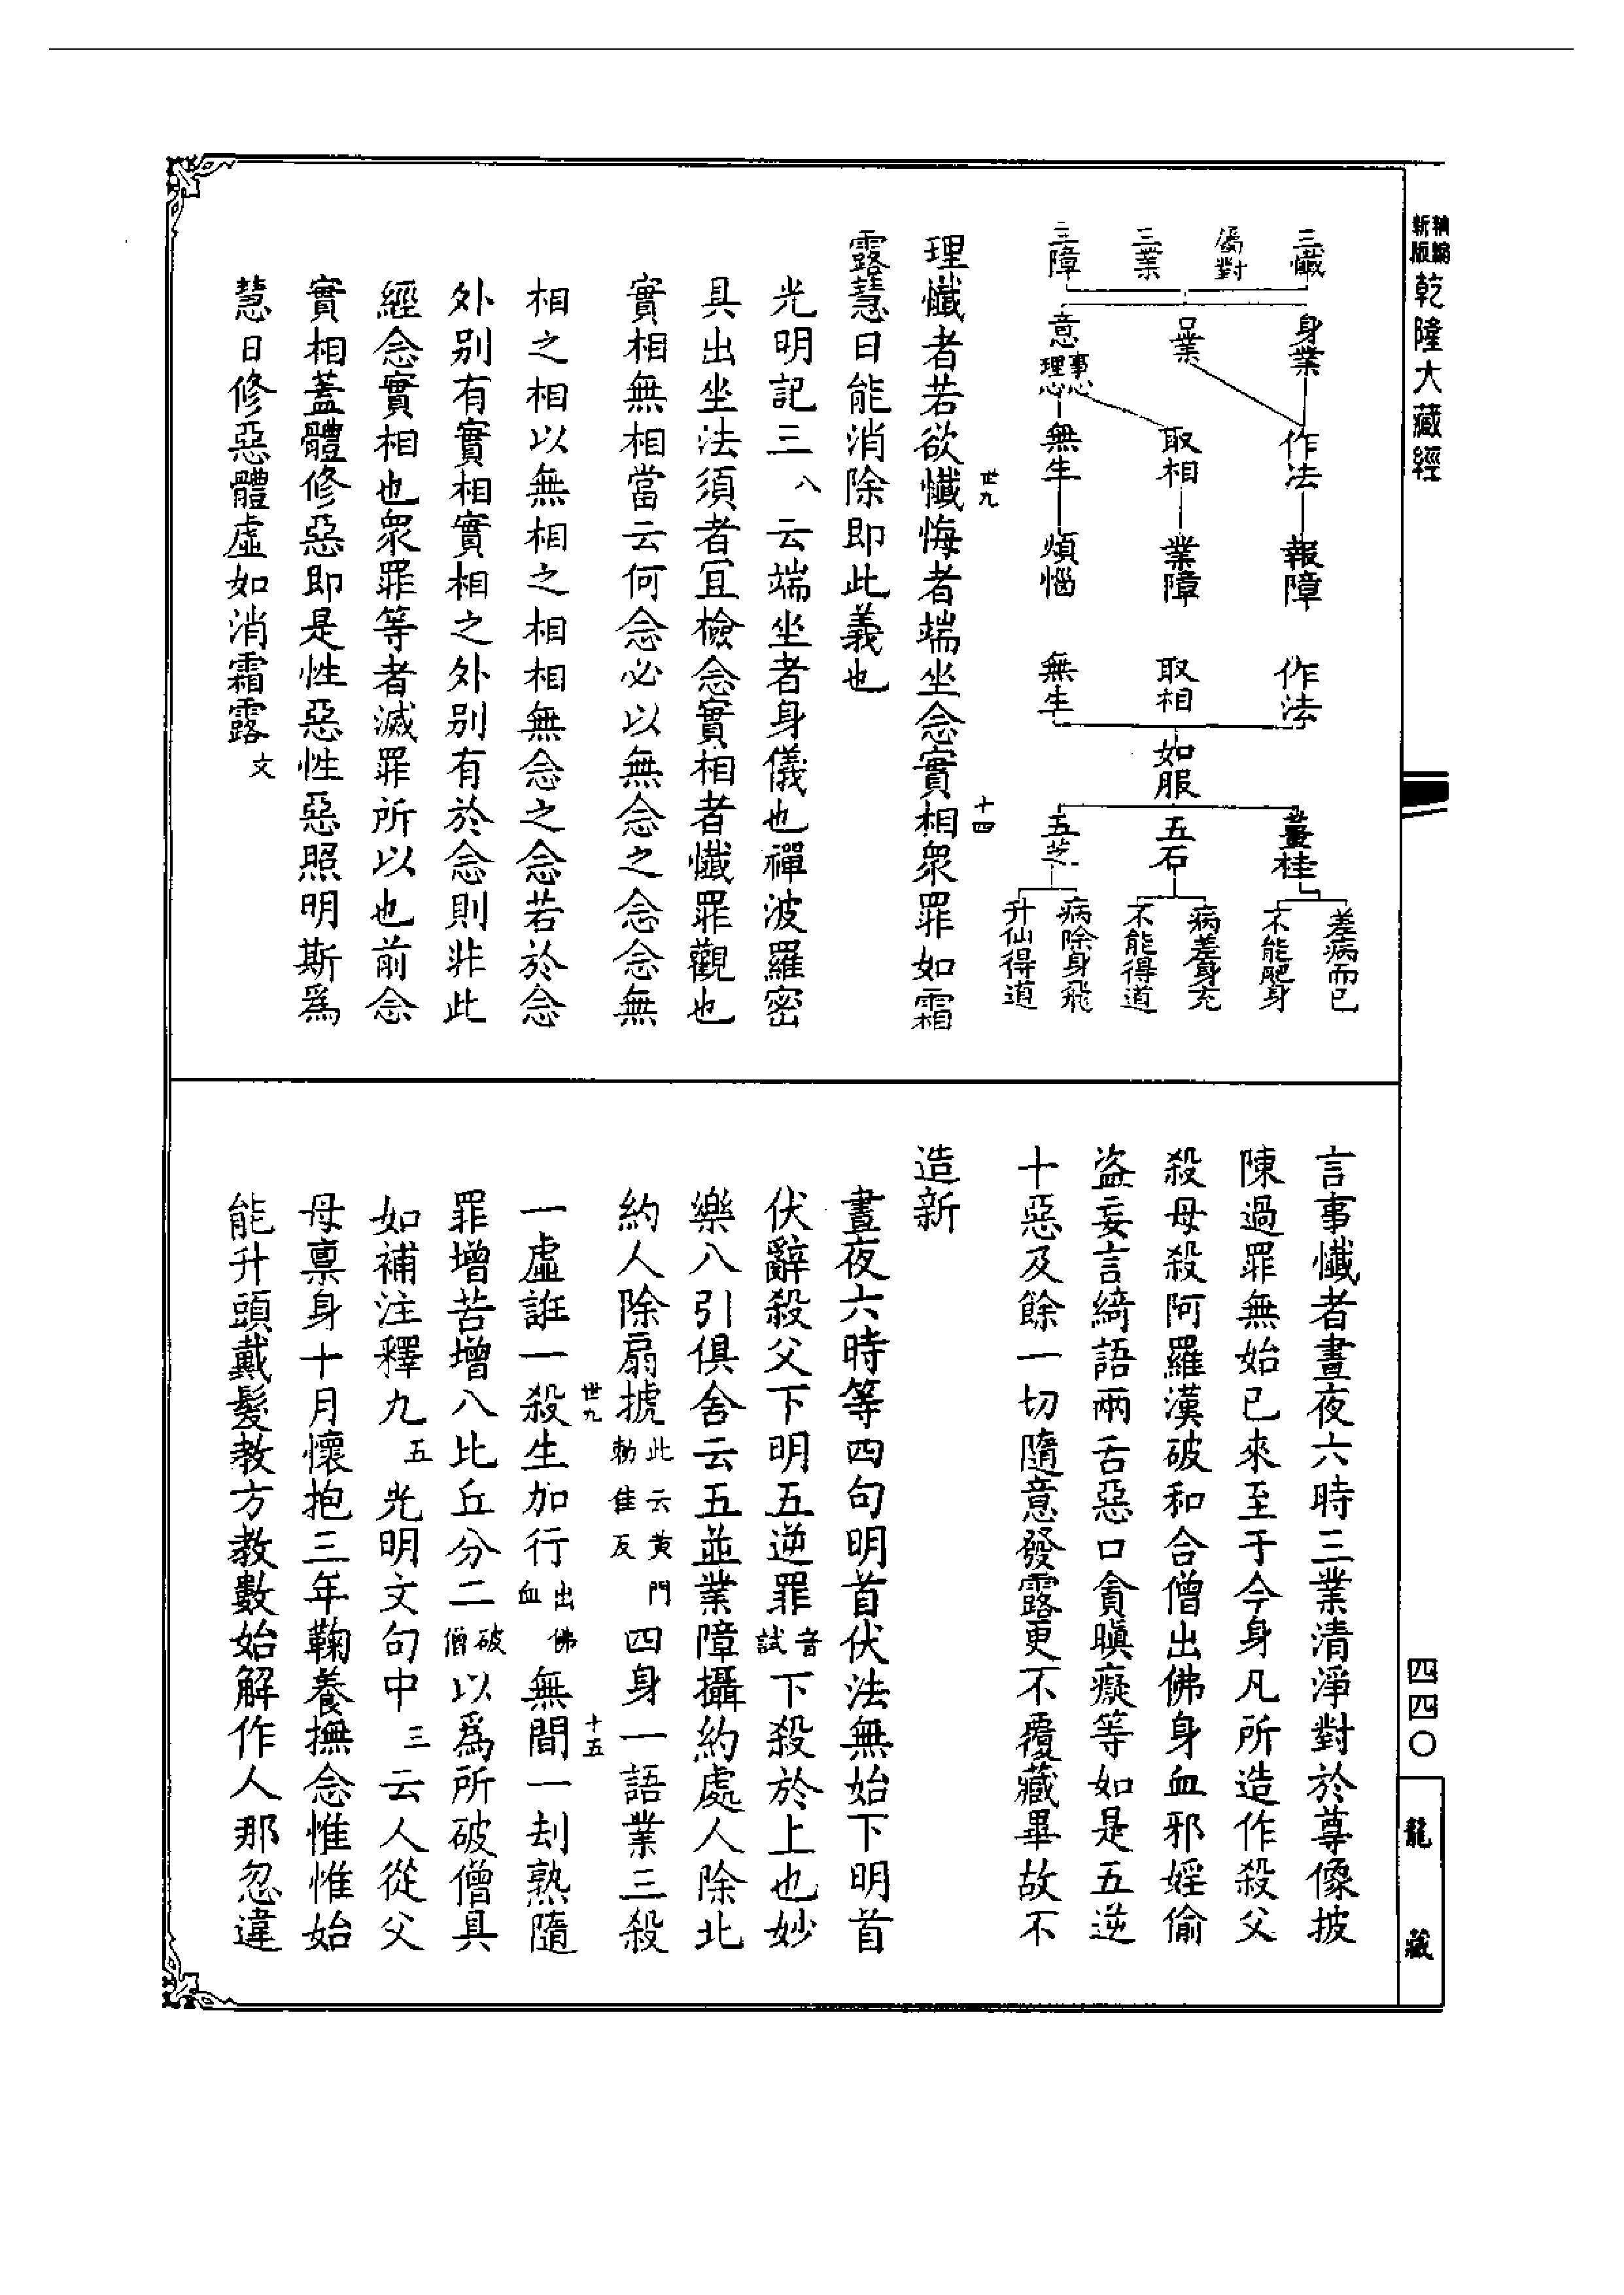 新編縮版
乾隆大藏經
三懺
屬對
三業
三障
身業
口業
意
事心
理心
作法
取相
無生
報障
業障
煩惱
作法
取相
無生
如服
薑桂
五石
五芝
差病而已
不能肥身
病差身充
不能得道
病除身飛
升仙得道
理懺者若欲懺悔者端坐念實相衆罪如霜
世九
十四
露慧日能消除即此義也
光明記三八云端坐者身儀也禪波羅密
具出坐法須者宜檢念實相者懺罪觀也
實相無相當云何念必以無念之念念無
相之相以無相之相相無念之念若於念
外别有實相實相之外别有於念則非此
經念實相也衆罪等者滅罪所以也前念
實相蓋體修惡即是性惡性惡照明斯爲
慧日修惡體虛如消霜露文
言事懺者晝夜六時三業清淨對於尊像披
陳過罪無始已來至于今身凡所造作殺父
殺母殺阿羅漢破和合僧出佛身血邪婬偷
盗妄言綺語兩舌惡口貪瞋癡等如是五逆
十惡及餘一切隨意發露更不覆藏畢故不
造新
晝夜六時等四句明首伏法無始下明首
伏辭殺父下明五逆罪音試下殺於上也妙
樂八引俱舍云五並業障攝約處人除北
約人除扇搋此云黃門勑佳反四身一語業三殺
一虛誑一殺生加行出佛血無間一刦熟隨
世九
十五
罪增苦增八比丘分二破僧以爲所破僧具
如補注釋九五光明文句中三云人從父
母禀身十月懷抱三年鞠養撫念惟惟始
能升頭戴髮教方教數始解作人那忽違
四四〇
龍藏